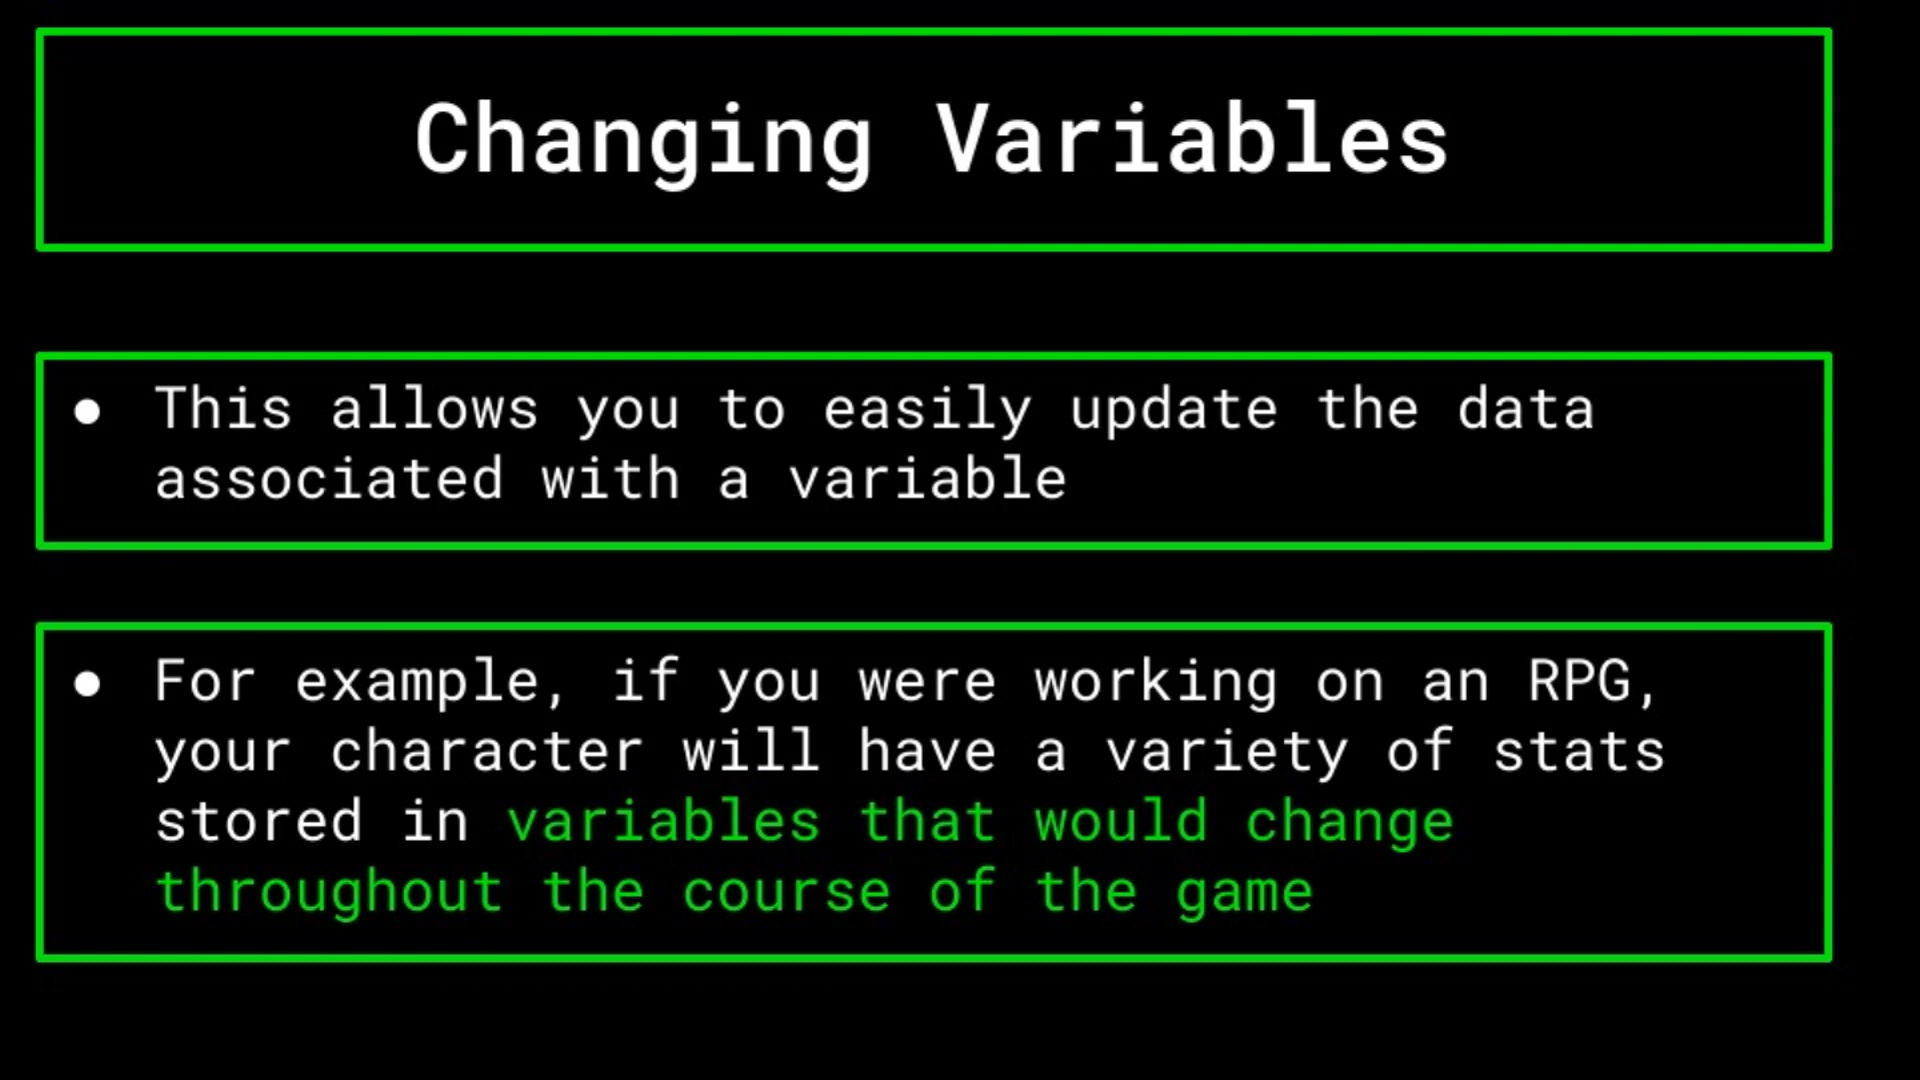 Changing Variables
● This allows you to easily update the data
associated with a variable
● For example, if you were working on an RPG,
your character will have a variety of stats
stored in variables that would change
throughout the course of the game